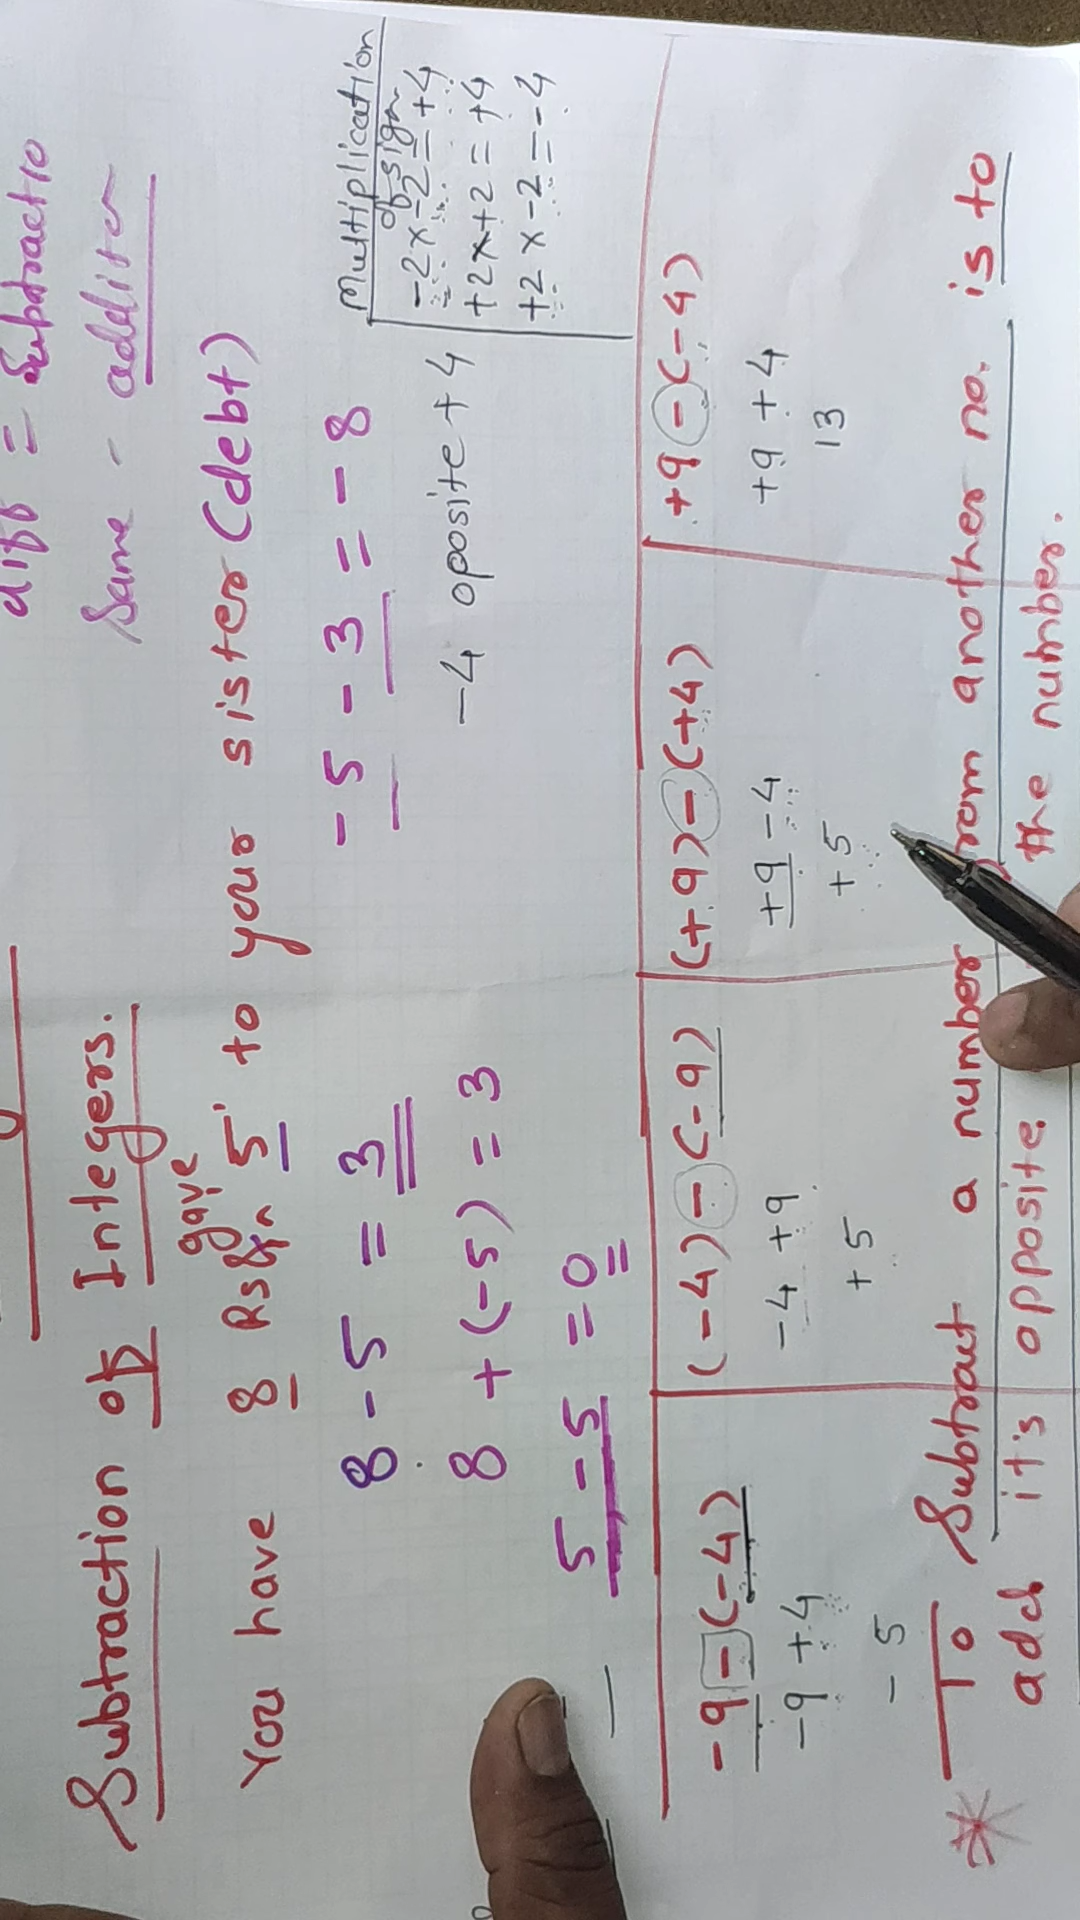 diff = Subtractio
Same - addition
Subtraction of Integers.
gave
You have 8 Rs & 5 to your sister (debt)
8 - 5 = 3
- 5 - 3 = - 8
8 + (-5) = 3
-4 oposite +4
5 - 5 = 0
Multiplication
of sign
-2 x -2 = +4
+2 x +2 = +4
+2 x -2 = -4
-9 - (-4)
-9 +4
-5
(-4) - (-9)
-4 +9
+5
(+9) - (+4)
+9 -4
+5
+9 - (-4)
+9 +4
13
* To Subtract a number from another no. is to
add it's opposite the number.